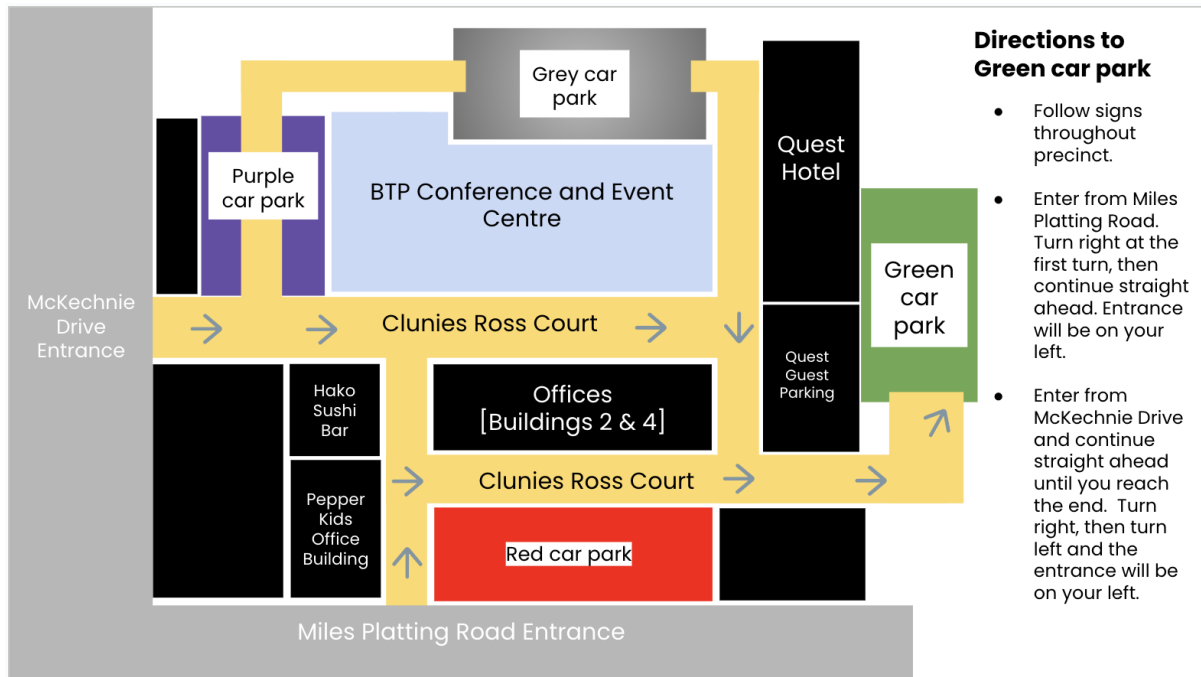 Grey car
park
Purple
car park
BTP Conference and Event
Centre
Quest
Hotel
Green
car
park
McKechnie
Drive
Entrance
Clunies Ross Court
Hako
Sushi
Bar
Offices
[Buildings 2 & 4]
Quest
Guest
Parking
Clunies Ross Court
Pepper
Kids
Office
Building
Red car park
Miles Platting Road Entrance
Directions to
Green car park
● Follow signs
throughout
precinct.
● Enter from Miles
Platting Road.
Turn right at the
first turn, then
continue straight
ahead. Entrance
will be on your
left.
● Enter from
McKechnie Drive
and continue
straight ahead
until you reach
the end. Turn
right, then turn
left and the
entrance will be
on your left.